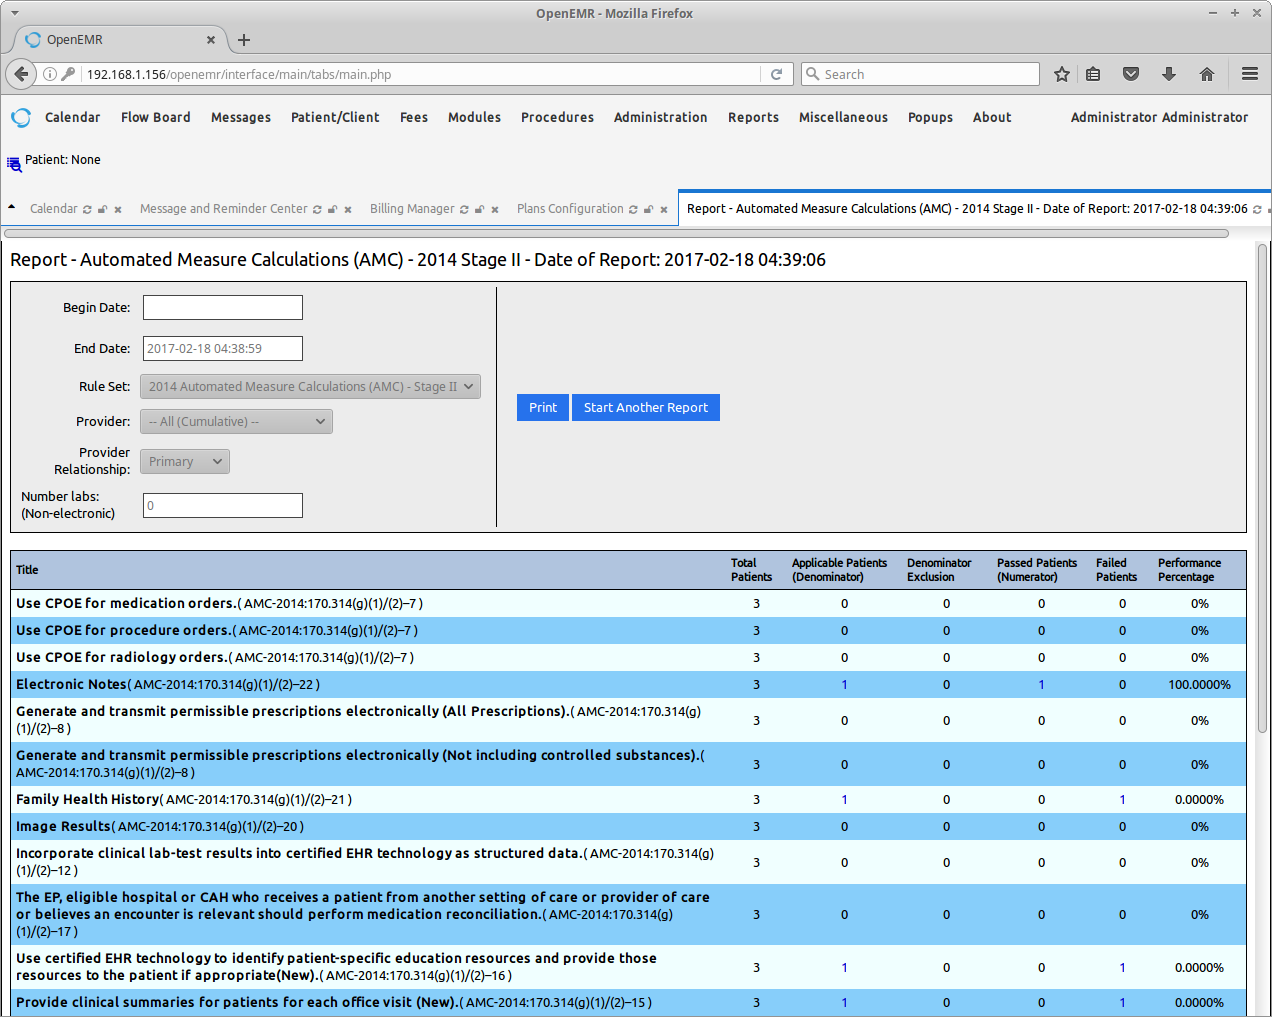 OpenEMR - Mozilla Firefox
OpenEMR
192.168.1.156/openemr/interface/main/tabs/main.php
Search
Calendar Flow Board Messages Patient/Client Fees Modules Procedures Administration Reports Miscellaneous Popups About Administrator Administrator
Patient: None
Calendar Message and Reminder Center Billing Manager Plans Configuration Report - Automated Measure Calculations (AMC) - 2014 Stage II - Date of Report: 2017-02-18 04:39:06
Report - Automated Measure Calculations (AMC) - 2014 Stage II - Date of Report: 2017-02-18 04:39:06
Begin Date:
End Date: 2017-02-18 04:38:59
Rule Set: 2014 Automated Measure Calculations (AMC) - Stage II
Provider: -- All (Cumulative) --
Provider
Relationship: Primary
Number labs:
(Non-electronic) 0
Print Start Another Report
Title Total Patients Applicable Patients (Denominator) Denominator Exclusion Passed Patients (Numerator) Failed Patients Performance Percentage
Use CPOE for medication orders.( AMC-2014:170.314(g)(1)/(2)–7 ) 3 0 0 0 0 0%
Use CPOE for procedure orders.( AMC-2014:170.314(g)(1)/(2)–7 ) 3 0 0 0 0 0%
Use CPOE for radiology orders.( AMC-2014:170.314(g)(1)/(2)–7 ) 3 0 0 0 0 0%
Electronic Notes( AMC-2014:170.314(g)(1)/(2)–22 ) 3 1 0 1 0 100.0000%
Generate and transmit permissible prescriptions electronically (All Prescriptions).( AMC-2014:170.314(g)
(1)/(2)–8 ) 3 0 0 0 0 0%
Generate and transmit permissible prescriptions electronically (Not including controlled substances).(
AMC-2014:170.314(g)(1)/(2)–8 ) 3 0 0 0 0 0%
Family Health History( AMC-2014:170.314(g)(1)/(2)–21 ) 3 1 0 0 1 0.0000%
Image Results( AMC-2014:170.314(g)(1)/(2)–20 ) 3 0 0 0 0 0%
Incorporate clinical lab-test results into certified EHR technology as structured data.( AMC-2014:170.314(g)
(1)/(2)–12 ) 3 0 0 0 0 0%
The EP, eligible hospital or CAH who receives a patient from another setting of care or provider of care
or believes an encounter is relevant should perform medication reconciliation.( AMC-2014:170.314(g)
(1)/(2)–17 ) 3 0 0 0 0 0%
Use certified EHR technology to identify patient-specific education resources and provide those
resources to the patient if appropriate(New).( AMC-2014:170.314(g)(1)/(2)–16 ) 3 1 0 0 1 0.0000%
Provide clinical summaries for patients for each office visit (New).( AMC-2014:170.314(g)(1)/(2)–15 ) 3 1 0 0 1 0.0000%